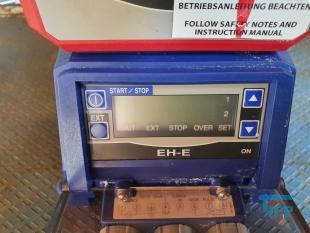 BETRIEBSANLEITUNG BEACHTEN
FOLLOW SAFETY NOTES AND
INSTRUCTION MANUAL
START/STOP
1
2
EXT
OUT EXT STOP OVER SET
EH-E
ON